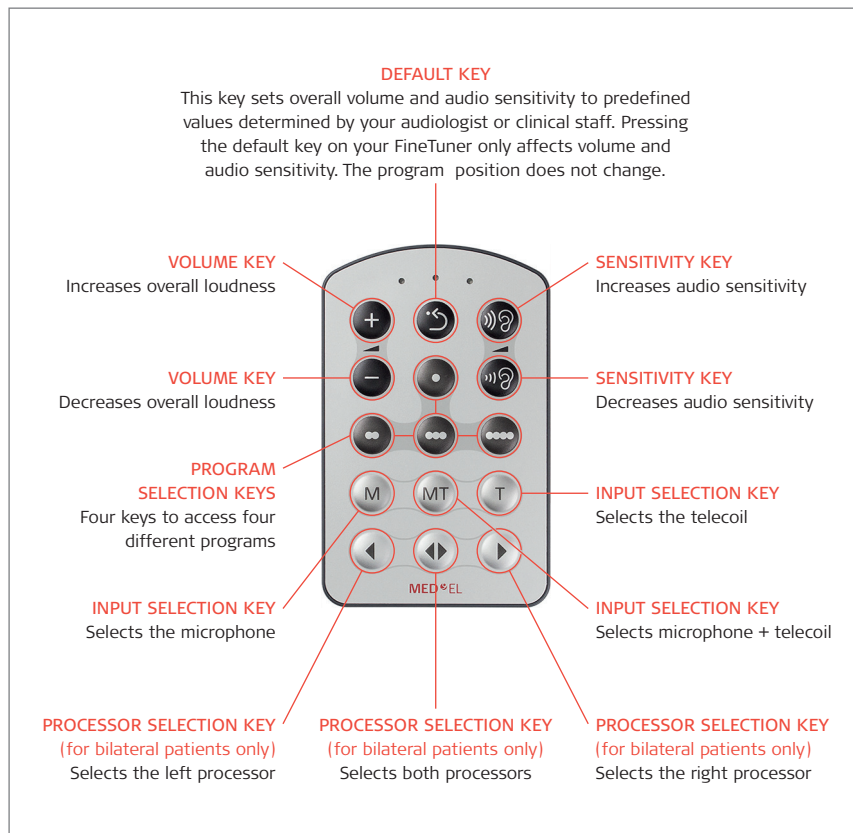 DEFAULT KEY
This key sets overall volume and audio sensitivity to predefined
values determined by your audiologist or clinical staff. Pressing
the default key on your FineTuner only affects volume and
audio sensitivity. The program position does not change.
VOLUME KEY
Increases overall loudness
SENSITIVITY KEY
Increases audio sensitivity
VOLUME KEY
Decreases overall loudness
SENSITIVITY KEY
Decreases audio sensitivity
PROGRAM
SELECTION KEYS
Four keys to access four
different programs
M
MT
T
INPUT SELECTION KEY
Selects the telecoil
MED EL
INPUT SELECTION KEY
Selects the microphone
INPUT SELECTION KEY
Selects microphone + telecoil
PROCESSOR SELECTION KEY
(for bilateral patients only)
Selects the left processor
PROCESSOR SELECTION KEY
(for bilateral patients only)
Selects both processors
PROCESSOR SELECTION KEY
(for bilateral patients only)
Selects the right processor